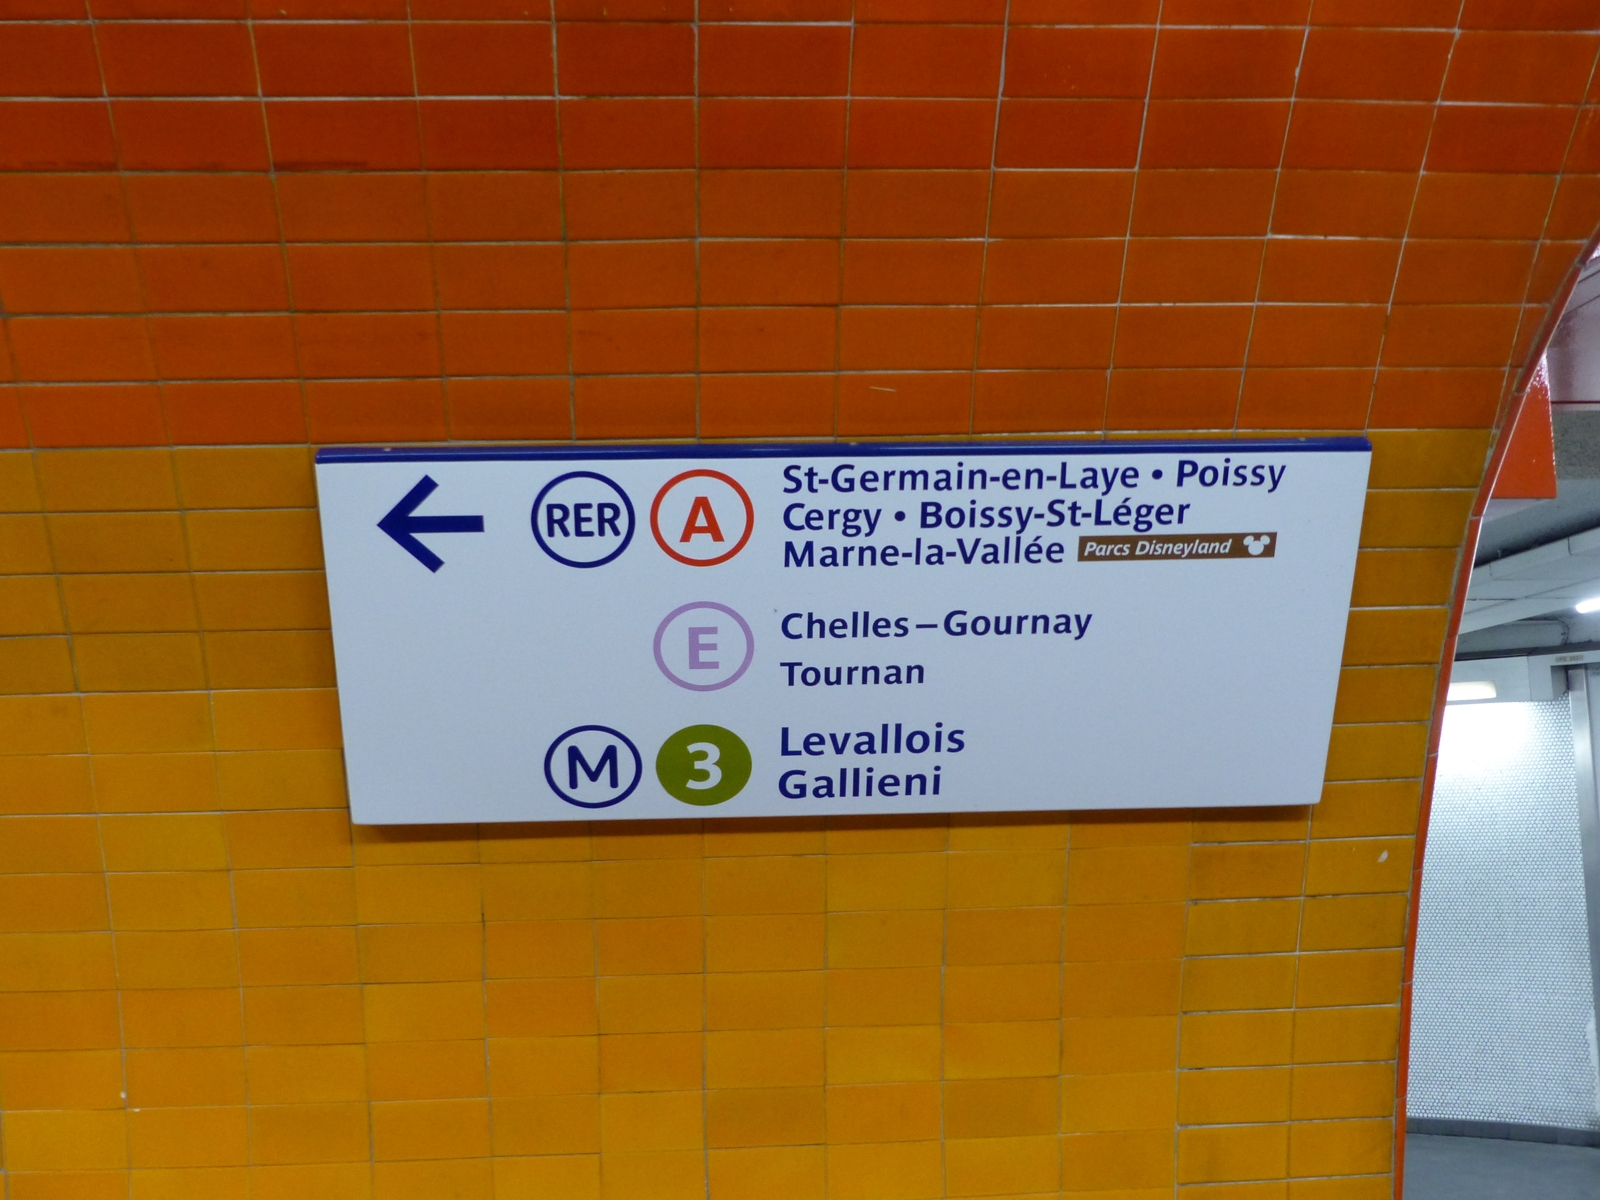 RER A St-Germain-en-Laye • Poissy
Cergy • Boissy-St-Léger
Marne-la-Vallée Parcs Disneyland
E Chelles–Gournay
Tournan
M 3 Levallois
Gallieni